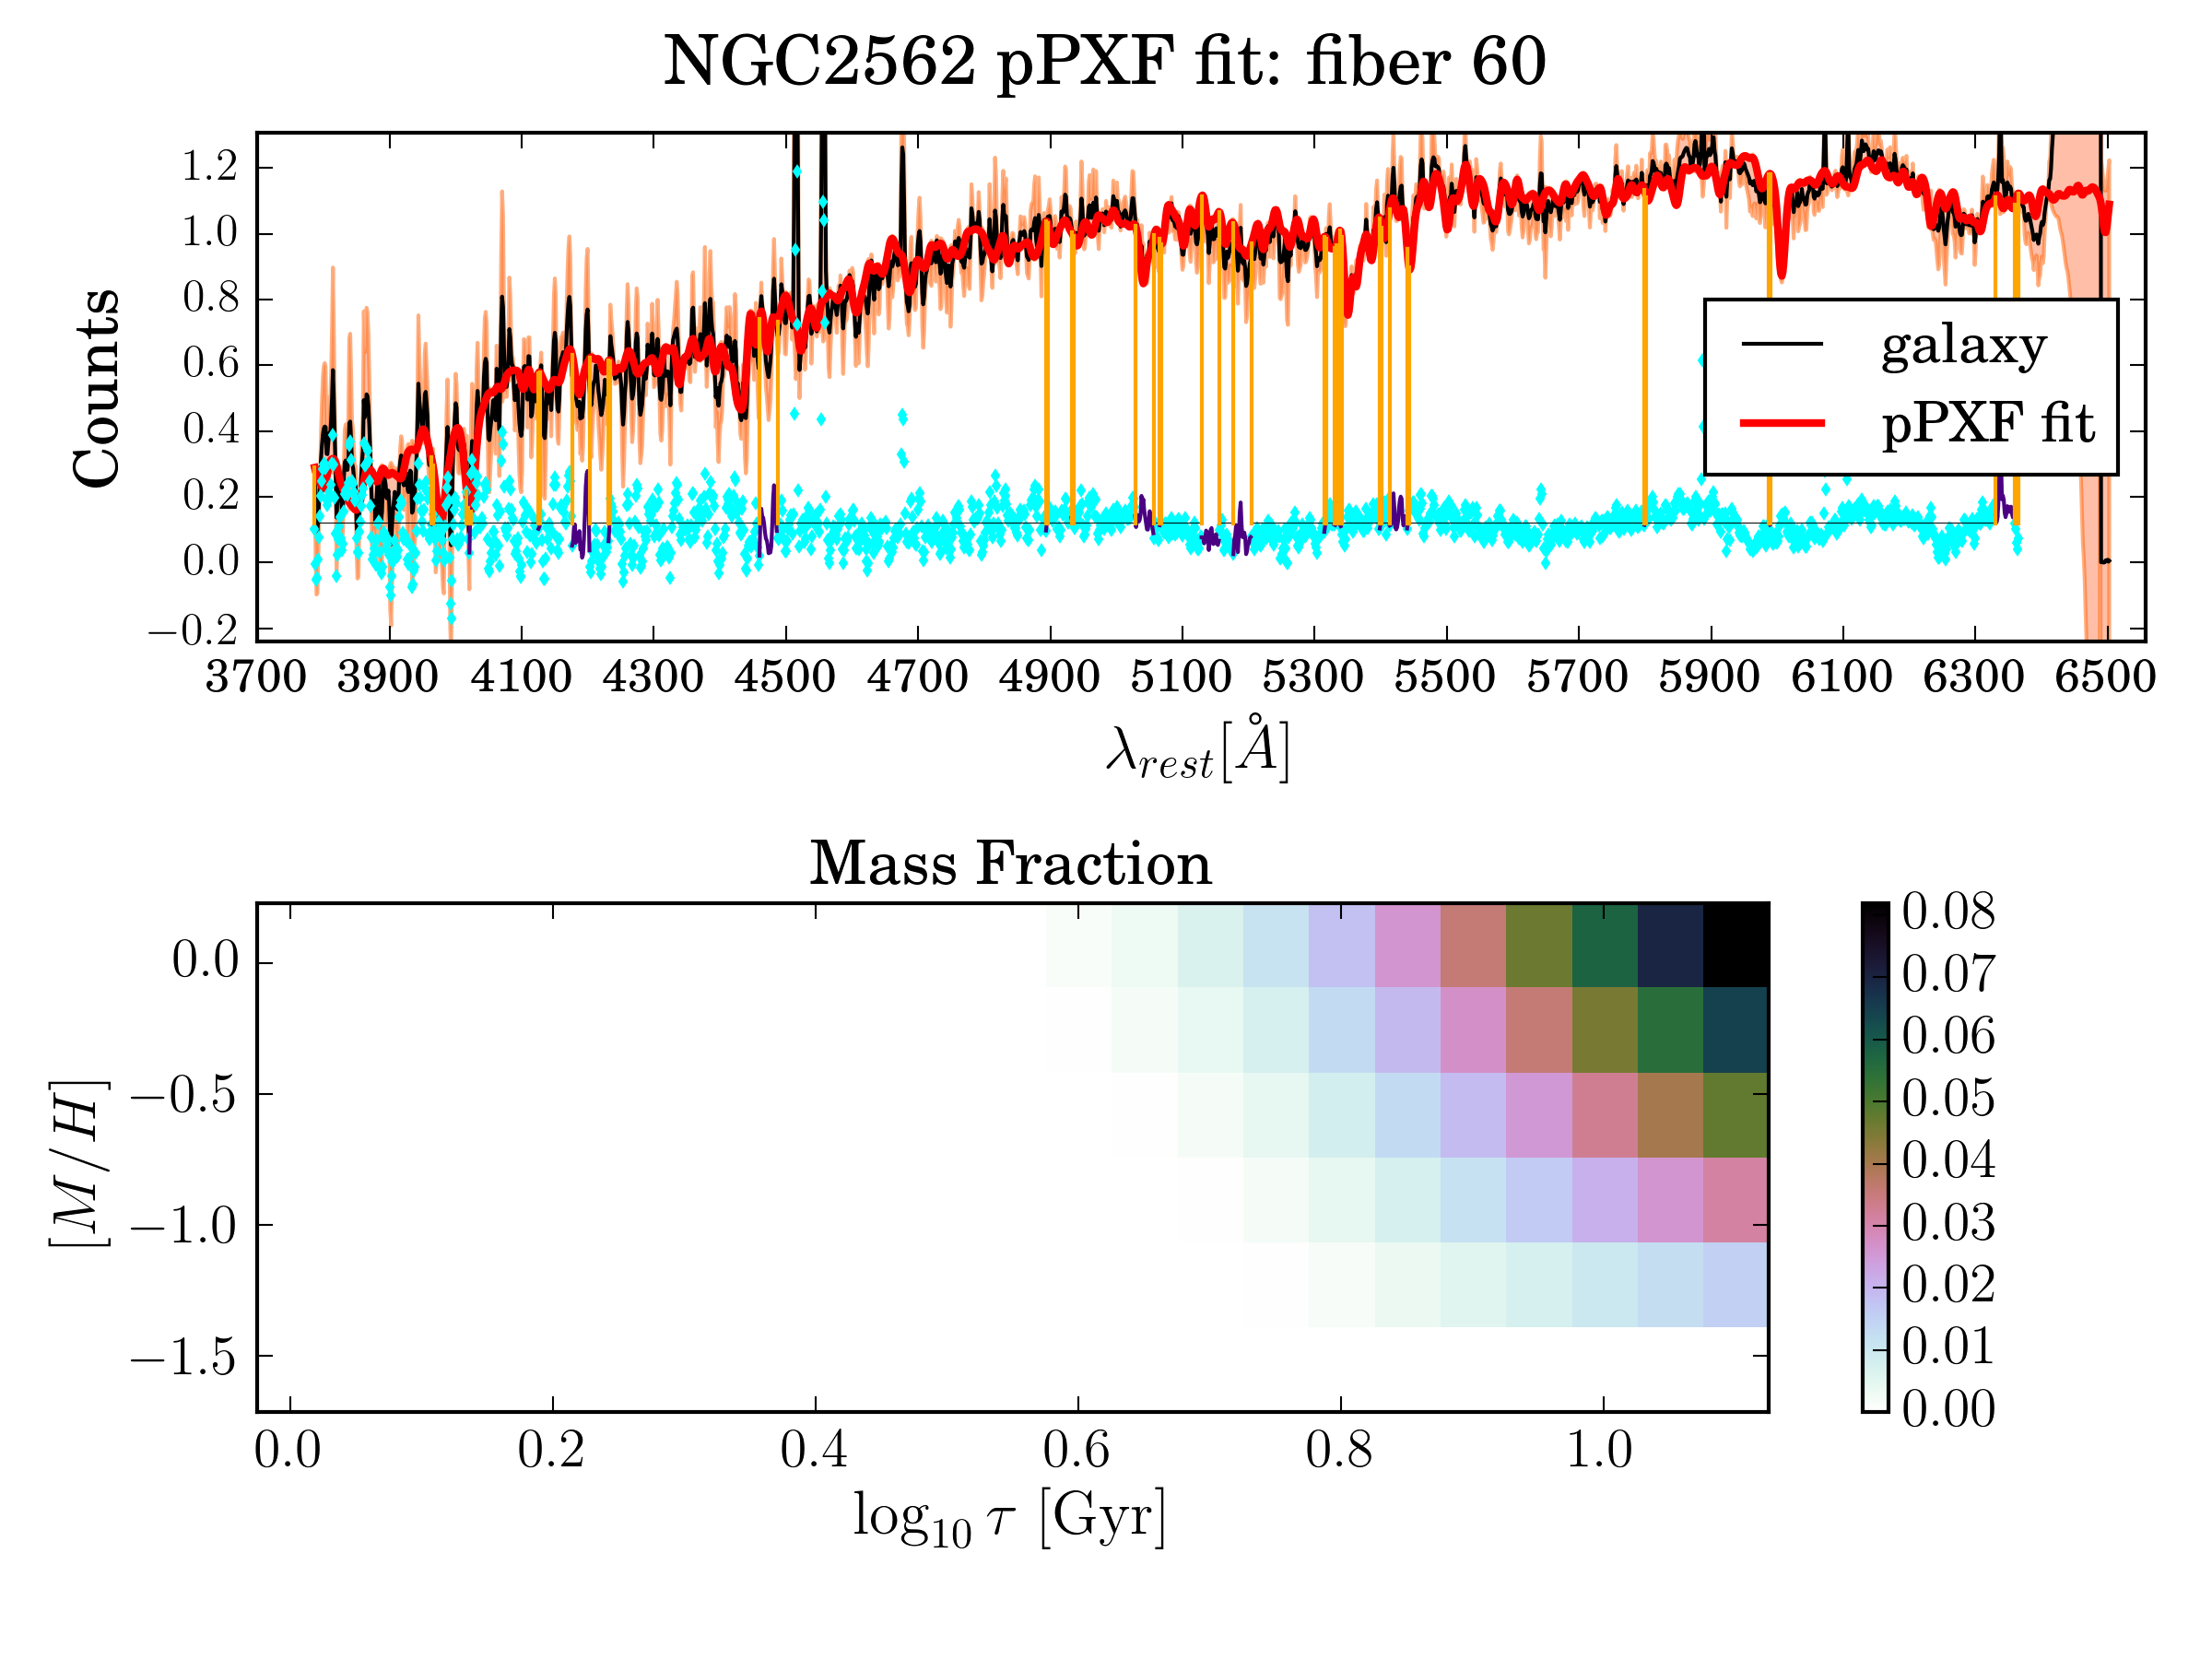 NGC2562 pPXF fit: fiber 60
Counts
1.2
1.0
0.8
0.6
0.4
0.2
0.0
−0.2
galaxy
pPXF fit
3700 3900 4100 4300 4500 4700 4900 5100 5300 5500 5700 5900 6100 6300 6500
λ_rest[Å]
Mass Fraction
[M/H]
0.0
−0.5
−1.0
−1.5
0.0 0.2 0.4 0.6 0.8 1.0
log₁₀ τ [Gyr]
0.08
0.07
0.06
0.05
0.04
0.03
0.02
0.01
0.00